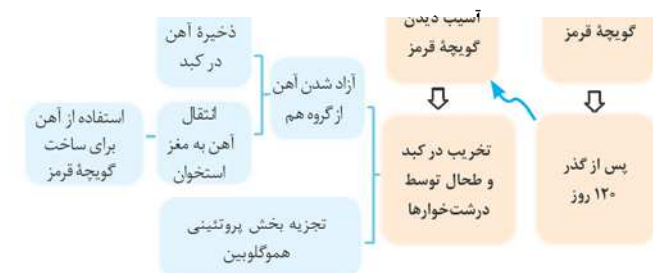 گویچهٔ قرمز
پس از گذر
۱۲۰ روز
آسیب دیدن
گویچهٔ قرمز
تخریب در کبد
و طحال توسط
درشت‌خوارها
آزاد شدن آهن
از گروه هم
ذخیرهٔ آهن
در کبد
انتقال
آهن به مغز
استخوان
استفاده از آهن
برای ساخت
گویچهٔ قرمز
تجزیه بخش پروتئینی
هموگلوبین